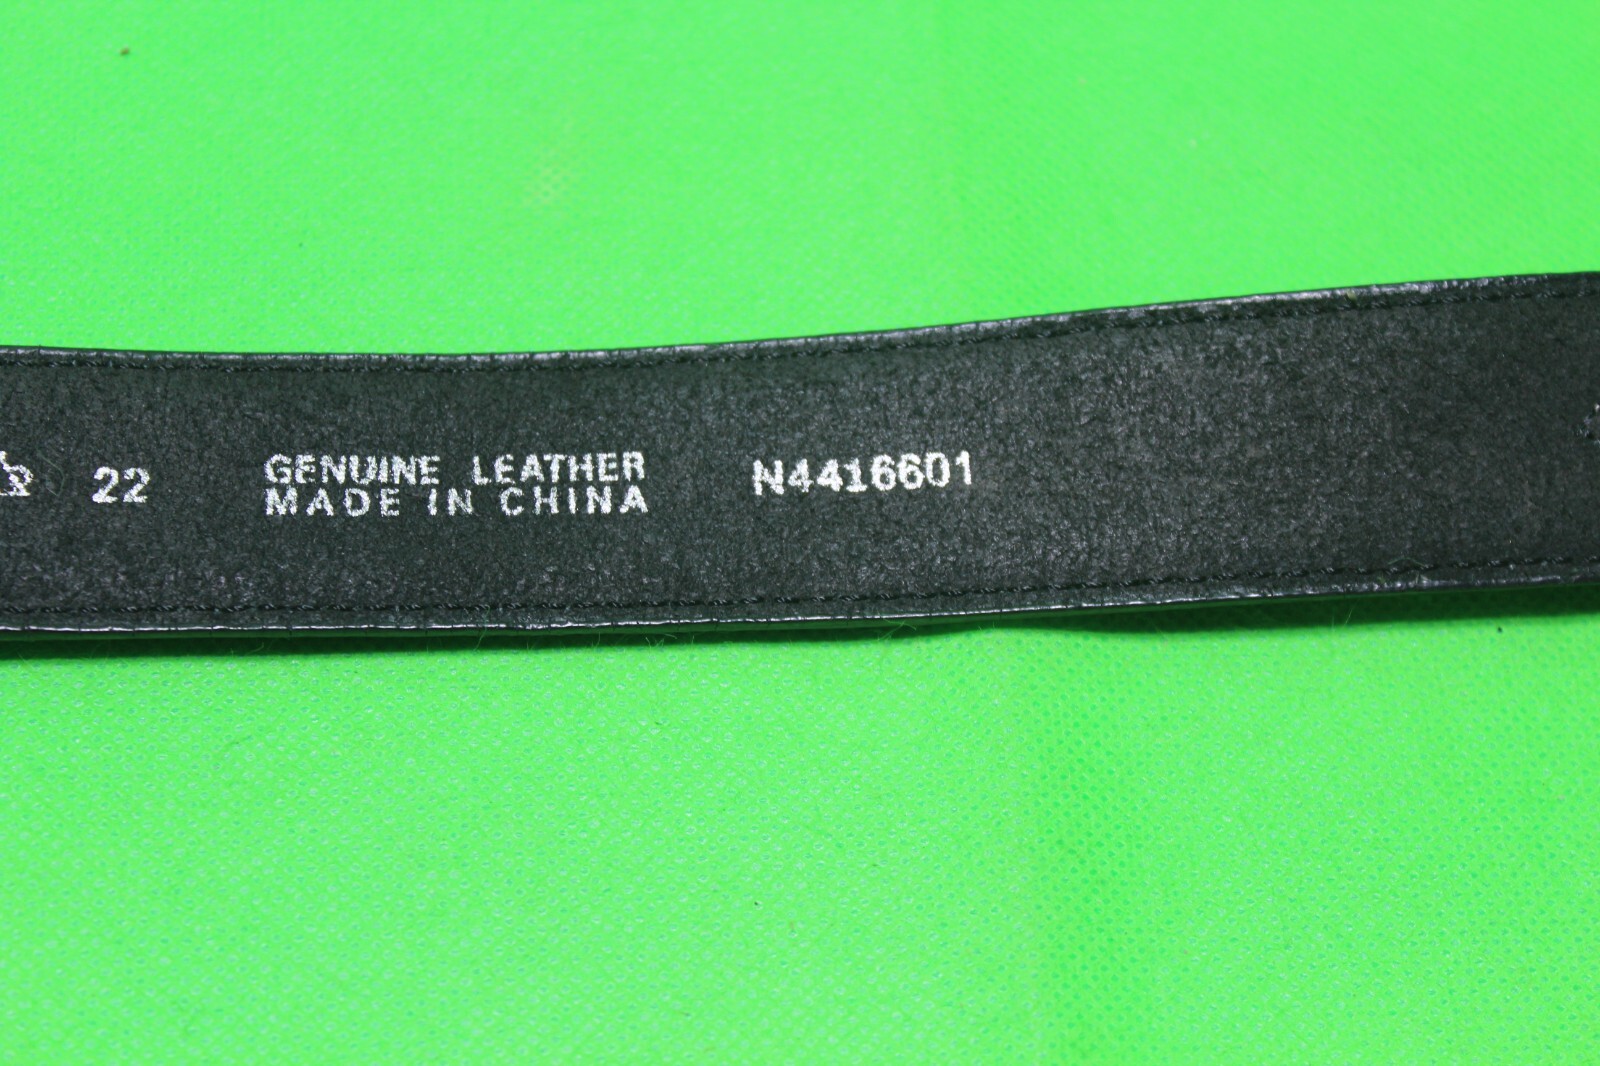 22
GENUINE LEATHER
MADE IN CHINA
N4416601